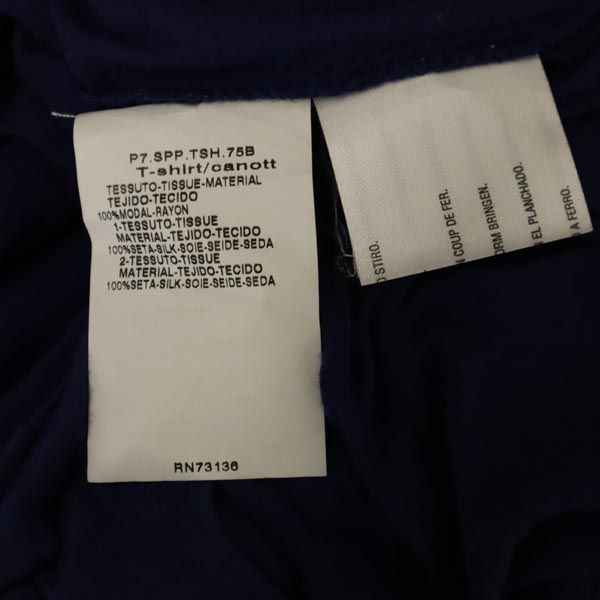 P7.SPP.TSH.75B
T-shirt/canott
TESSUTO-TISSUE-MATERIAL
TEJIDO-TECIDO
100%MODAL-RAYON
1-TESSUTO-TISSUE
MATERIAL-TEJIDO-TECIDO
100%SETA-SILK-SOIE-SEIDE-SEDA
2-TESSUTO-TISSUE
MATERIAL-TEJIDO-TECIDO
100%SETA-SILK-SOIE-SEIDE-SEDA
RN73136
STIRO.
COUP DE FER.
BRINGEN.
EL PLANCHADO.
A FERRO.